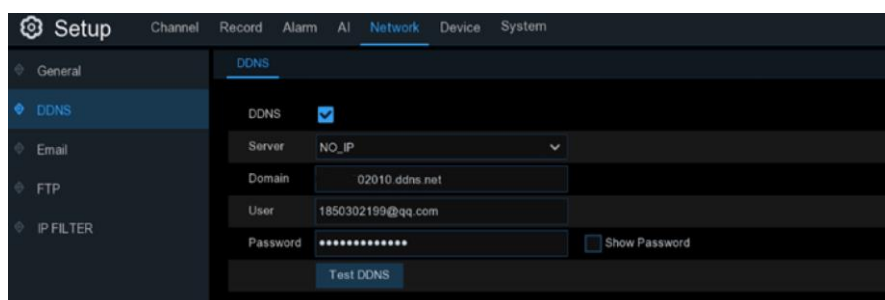 Setup Channel Record Alarm AI Network Device System
General
DDNS
Email
FTP
IP FILTER
DDNS
DDNS
Server NO_IP
Domain 02010.ddns.net
User 1850302199@qq.com
Password ••••••••••••• Show Password
Test DDNS